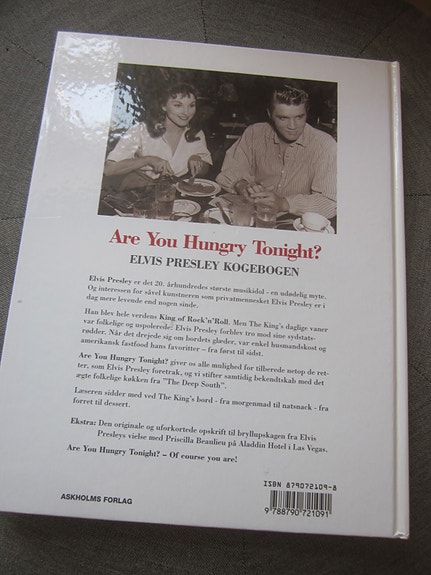 Are You Hungry Tonight?
ELVIS PRESLEY KOGEBOGEN
Elvis Presley er det 20. århundredes største musikidol - en udødelig myte.
Og interessen for såvel kunstneren som privatmennesket Elvis Presley er i
dag mere levende end nogen sinde.
Han blev hele verdens King of Rock'n'Roll. Men The King's daglige vaner
var folkelige og uspolerede. Elvis Presley forblev tro mod sine sydstats-
rødder. Når det drejede sig om bordets glæder, var enkel husmandskost og
amerikansk fastfood hans favoritter – fra først til sidst.
Are You Hungry Tonight? giver os alle mulighed for tilberede netop de ret-
ter, som Elvis Presley foretrak, og vi stifter samtidig bekendtskab med det
ægte folkelige køkken fra "The Deep South".
Læseren sidder med ved The King's bord - fra morgenmad til natsnack - fra
forret til dessert.
Ekstra: Den originale og uforkortede opskrift til bryllupskagen fra Elvis
Presleys vielse med Priscilla Beaulieu på Aladdin Hotel i Las Vegas.
Are You Hungry Tonight? – Of course you are!
ASKHOLMS FORLAG
ISBN 879072109-8
9 788790 721091